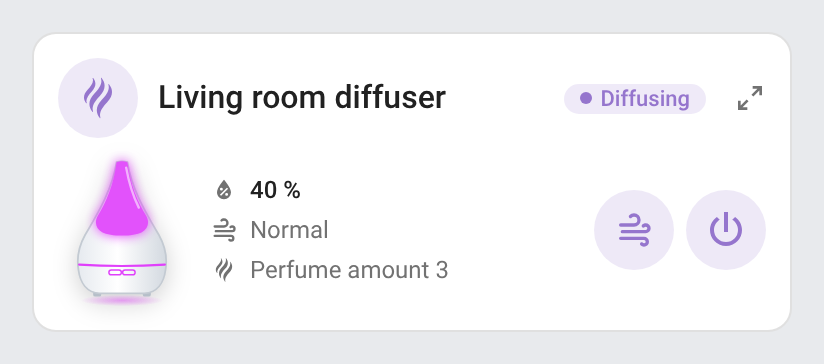 Living room diffuser
Diffusing
40 %
Normal
Perfume amount 3